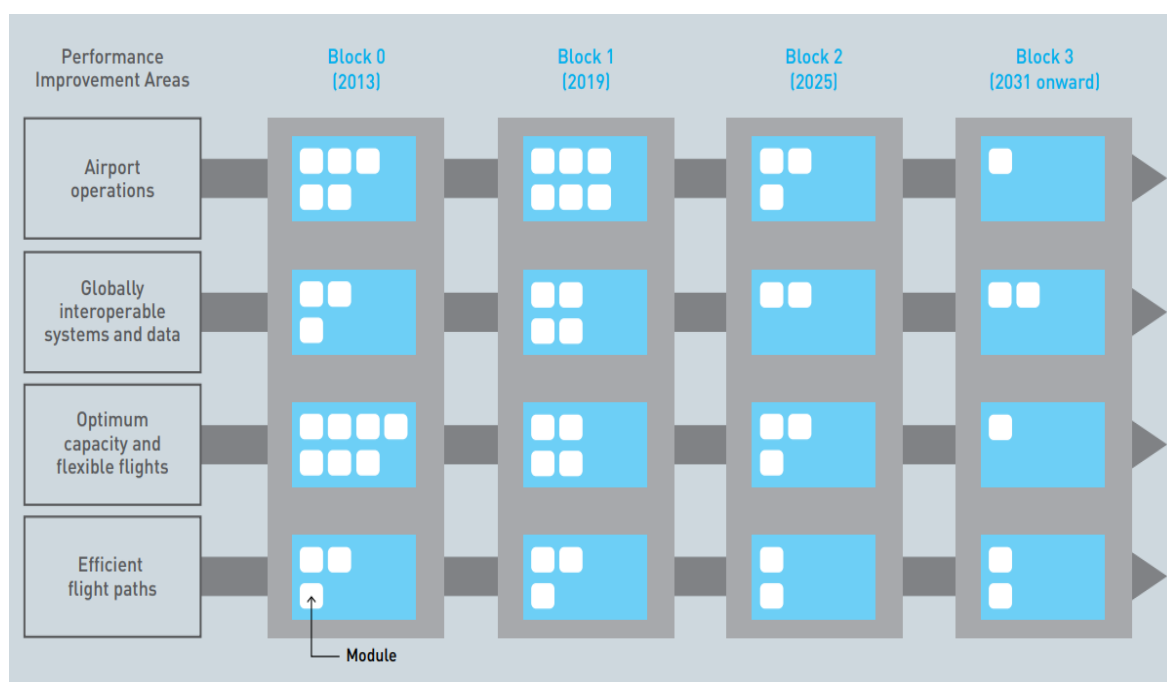 Performance
Improvement Areas
Block 0
(2013)
Block 1
(2019)
Block 2
(2025)
Block 3
(2031 onward)
Airport
operations
Globally
interoperable
systems and data
Optimum
capacity and
flexible flights
Efficient
flight paths
Module